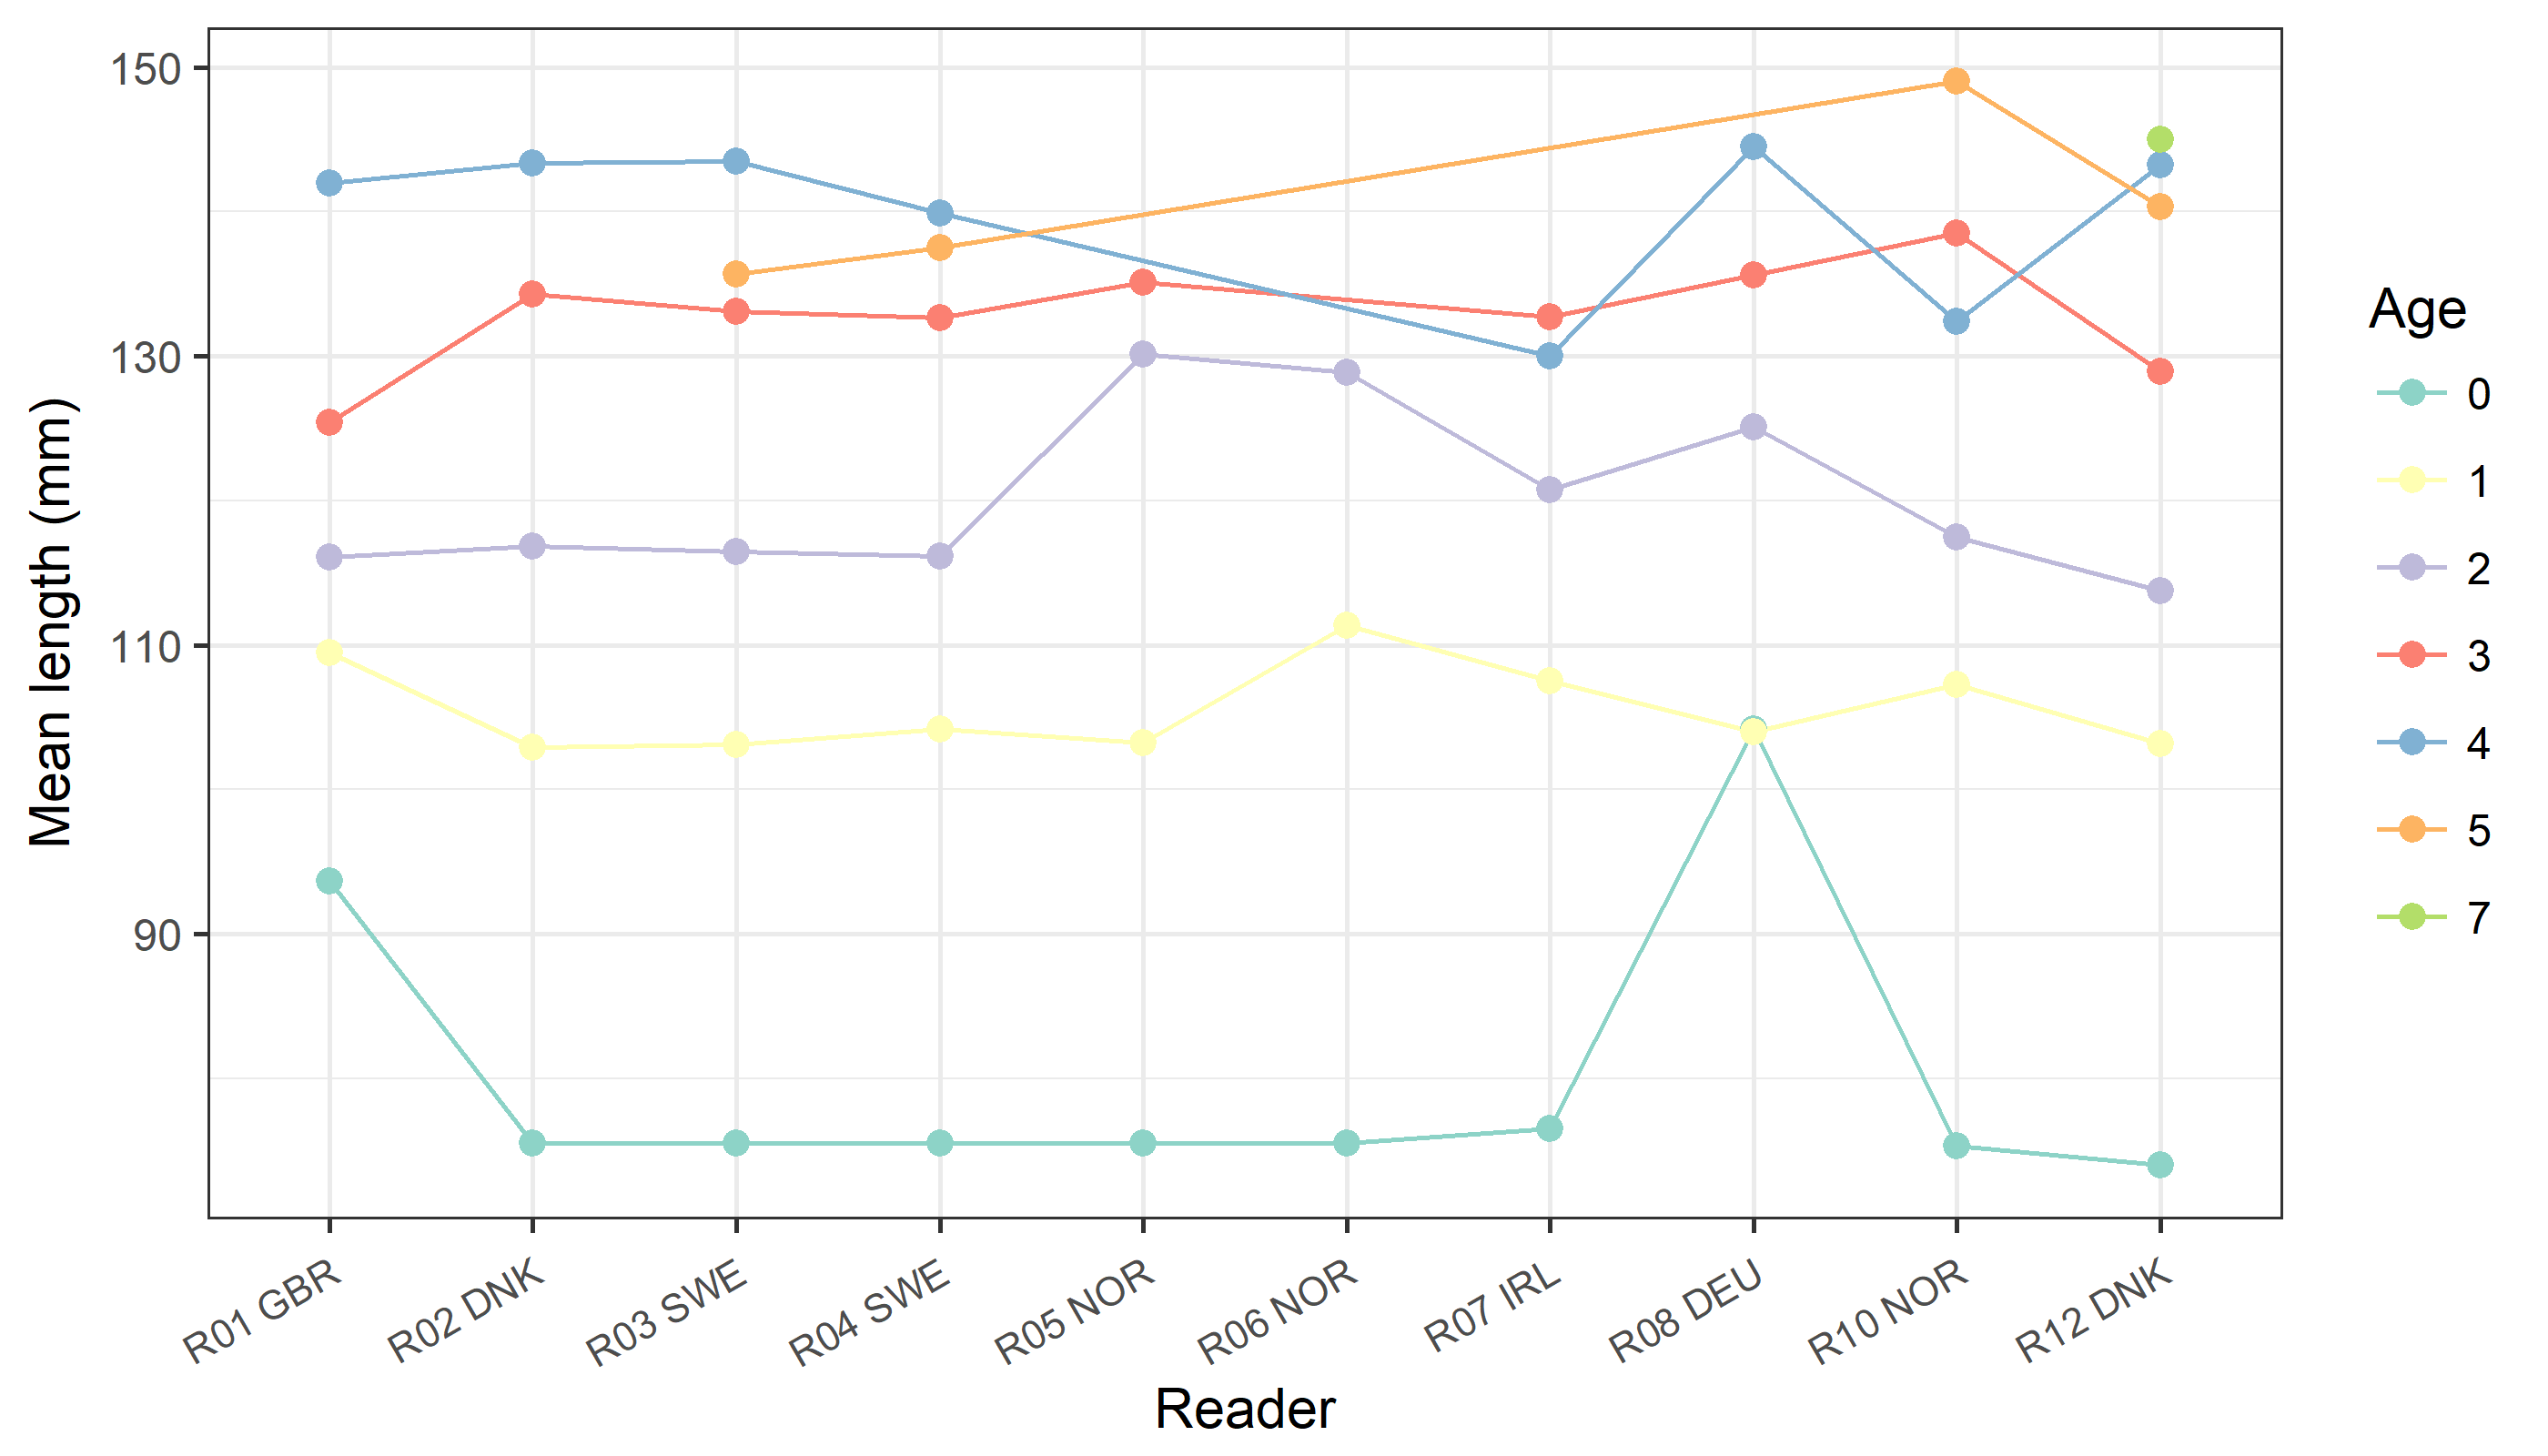 150
130
110
90
Mean length (mm)
R01 GBR
R02 DNK
R03 SWE
R04 SWE
R05 NOR
R06 NOR
R07 IRL
R08 DEU
R10 NOR
R12 DNK
Reader
Age
0
1
2
3
4
5
7